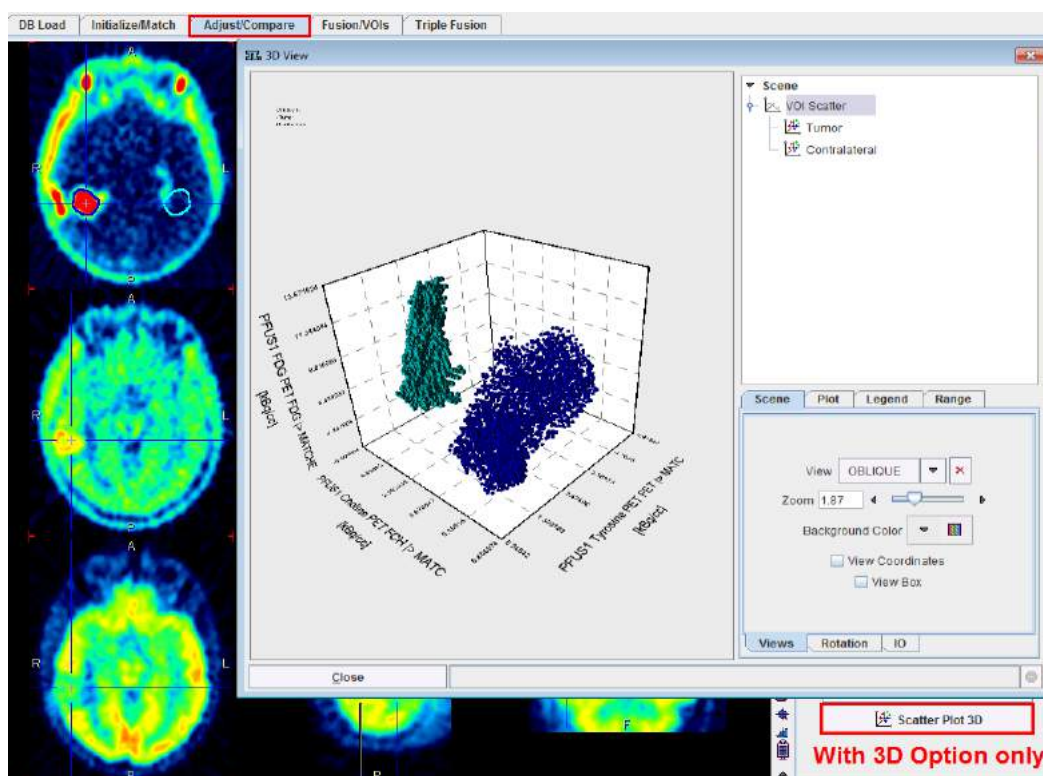 DB Load
Initialize/Match
Adjust/Compare
Fusion/VOIs
Triple Fusion
3D View
A
R
L
P
A
R
L
A
R
L
P
F
P
PFUS1 FDG PET FDG |> MATCHE
[kBq/cc]
PFUS1 Choline PET FCH |> MATC
[kBq/cc]
PFUS1 Tyrosine PET PET |> MATC
[kBq/cc]
Scene
VOI Scatter
Tumor
Contralateral
Scene
Plot
Legend
Range
View
OBLIQUE
Zoom 1.87
Background Color
View Coordinates
View Box
Views
Rotation
IO
Close
Scatter Plot 3D
With 3D Option only